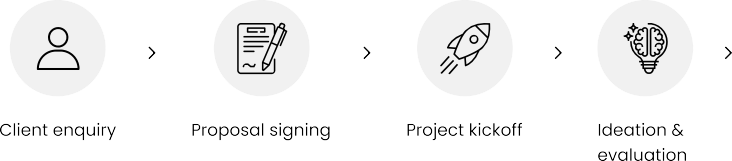 Client enquiry
Proposal signing
Project kickoff
Ideation &
evaluation